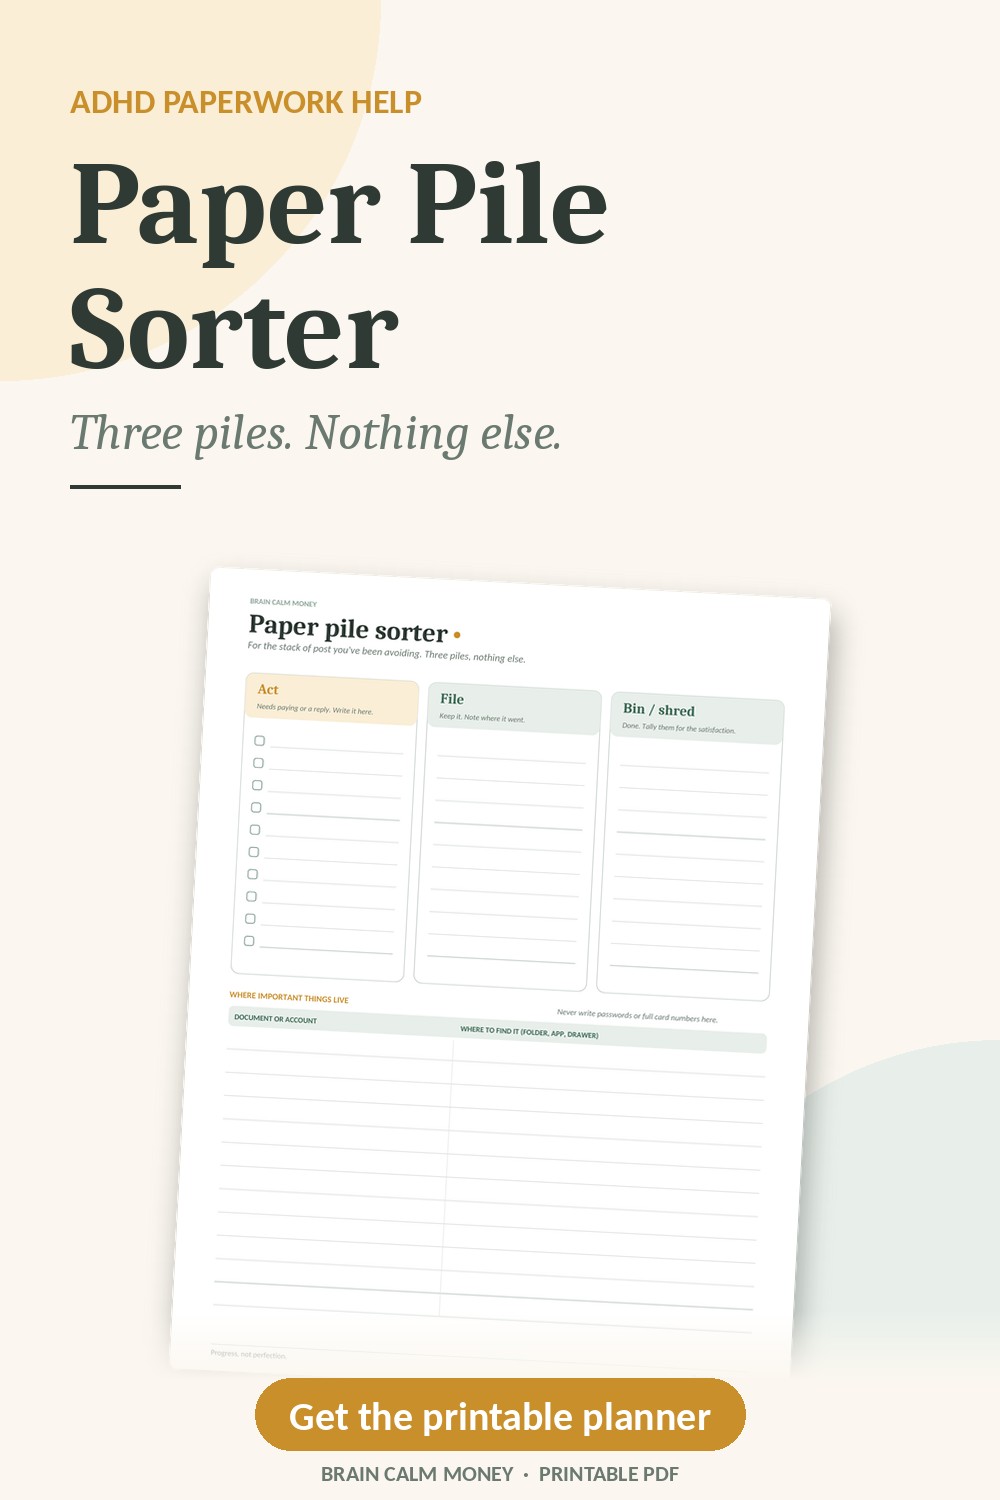 ADHD PAPERWORK HELP
Paper Pile
Sorter
Three piles. Nothing else.
BRAIN CALM MONEY
Paper pile sorter •
For the stack of post you've been avoiding. Three piles, nothing else.
Act
Needs paying or a reply. Write it here.
File
Keep it. Note where it went.
Bin / shred
Done. Tally them for the satisfaction.
WHERE IMPORTANT THINGS LIVE
Never write passwords or full card numbers here.
DOCUMENT OR ACCOUNT
WHERE TO FIND IT (FOLDER, APP, DRAWER)
Progress, not perfection.
Get the printable planner
BRAIN CALM MONEY · PRINTABLE PDF